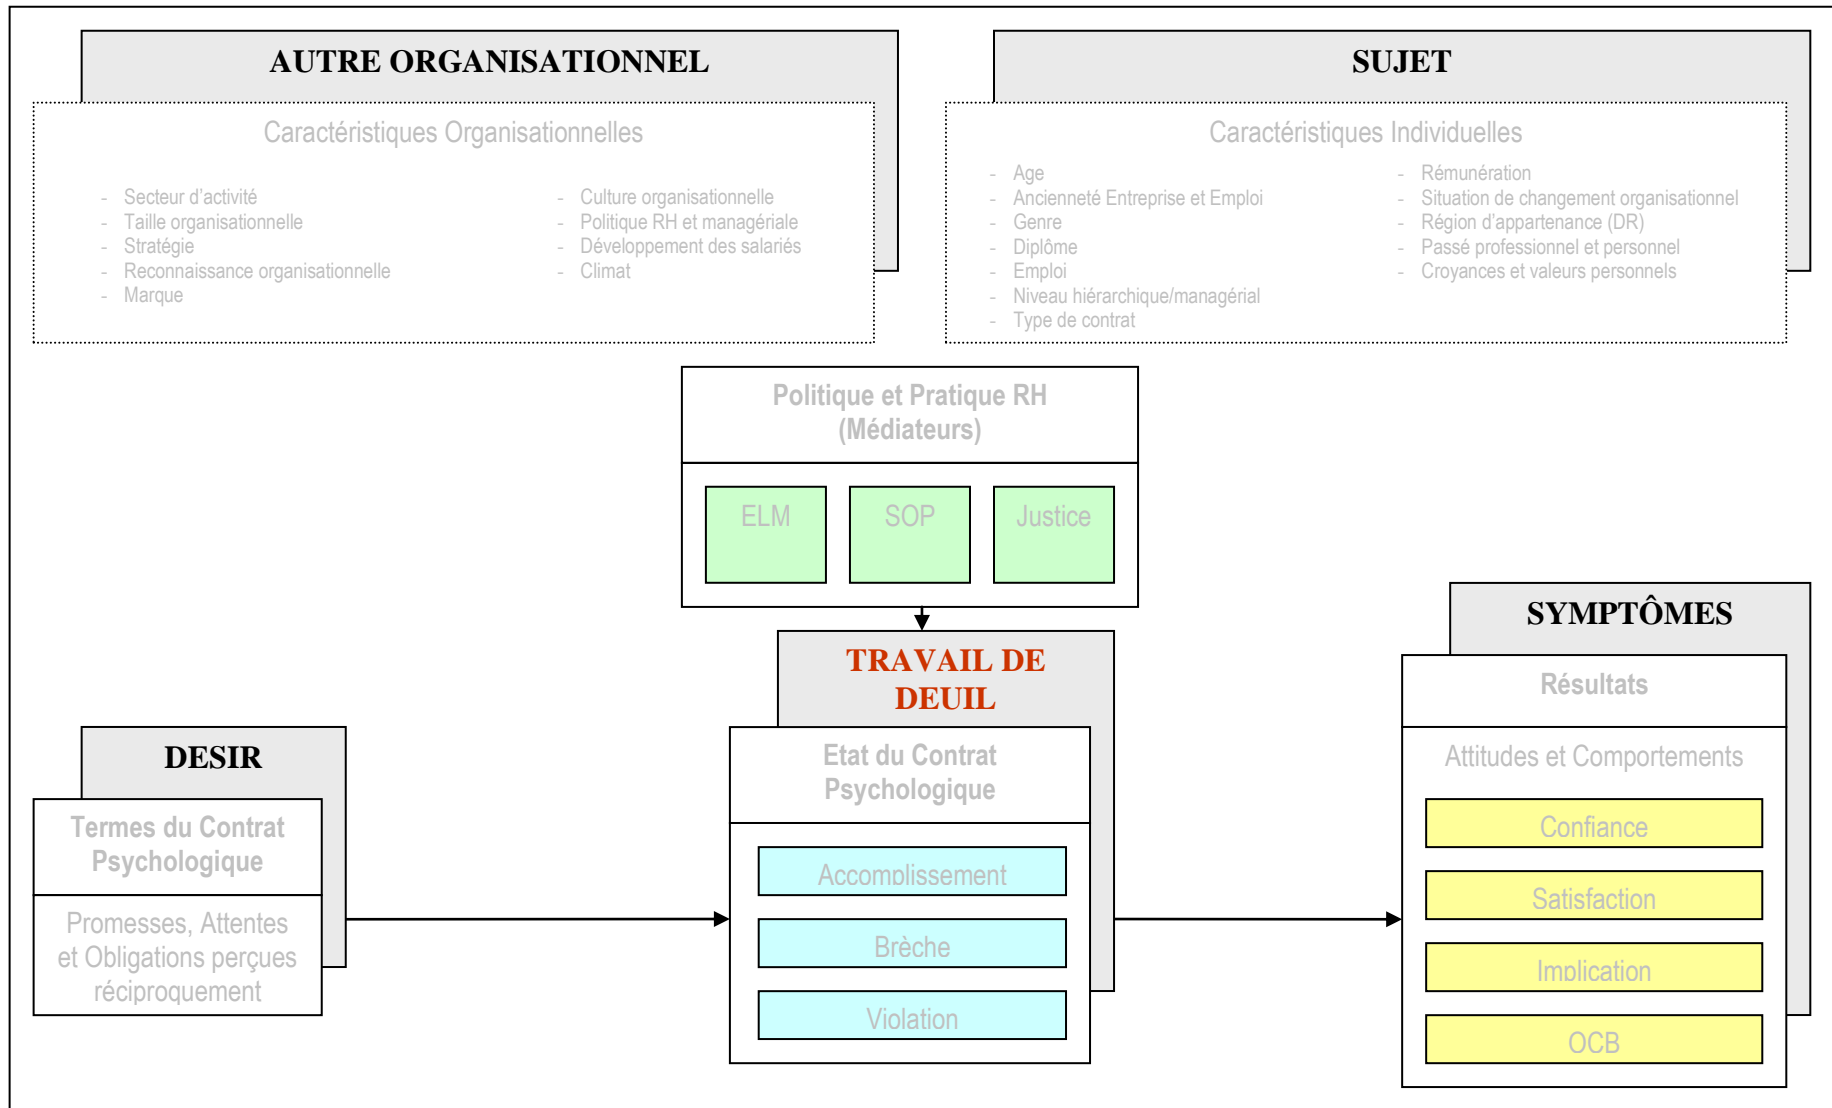 AUTRE ORGANISATIONNEL
Caractéristiques Organisationnelles
- Secteur d'activité
- Taille organisationnelle
- Stratégie
- Reconnaissance organisationnelle
- Marque
- Culture organisationnelle
- Politique RH et managériale
- Développement des salariés
- Climat
SUJET
Caractéristiques Individuelles
- Age
- Ancienneté Entreprise et Emploi
- Genre
- Diplôme
- Emploi
- Niveau hiérarchique/managérial
- Type de contrat
- Rémunération
- Situation de changement organisationnel
- Région d'appartenance (DR)
- Passé professionnel et personnel
- Croyances et valeurs personnels
Politique et Pratique RH
(Médiateurs)
ELM
SOP
Justice
DESIR
Termes du Contrat
Psychologique
Promesses, Attentes
et Obligations perçues
réciproquement
TRAVAIL DE
DEUIL
Etat du Contrat
Psychologique
Accomplissement
Brèche
Violation
SYMPTÔMES
Résultats
Attitudes et Comportements
Confiance
Satisfaction
Implication
OCB